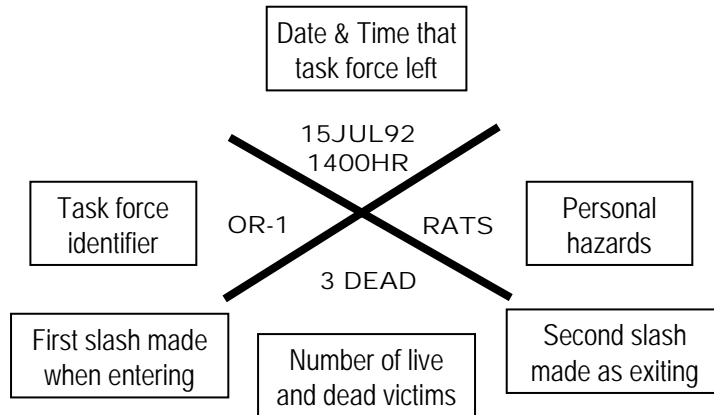 Date & Time that
task force left
15JUL92
1400HR
Task force
identifier
OR-1
RATS
Personal
hazards
3 DEAD
First slash made
when entering
Number of live
and dead victims
Second slash
made as exiting